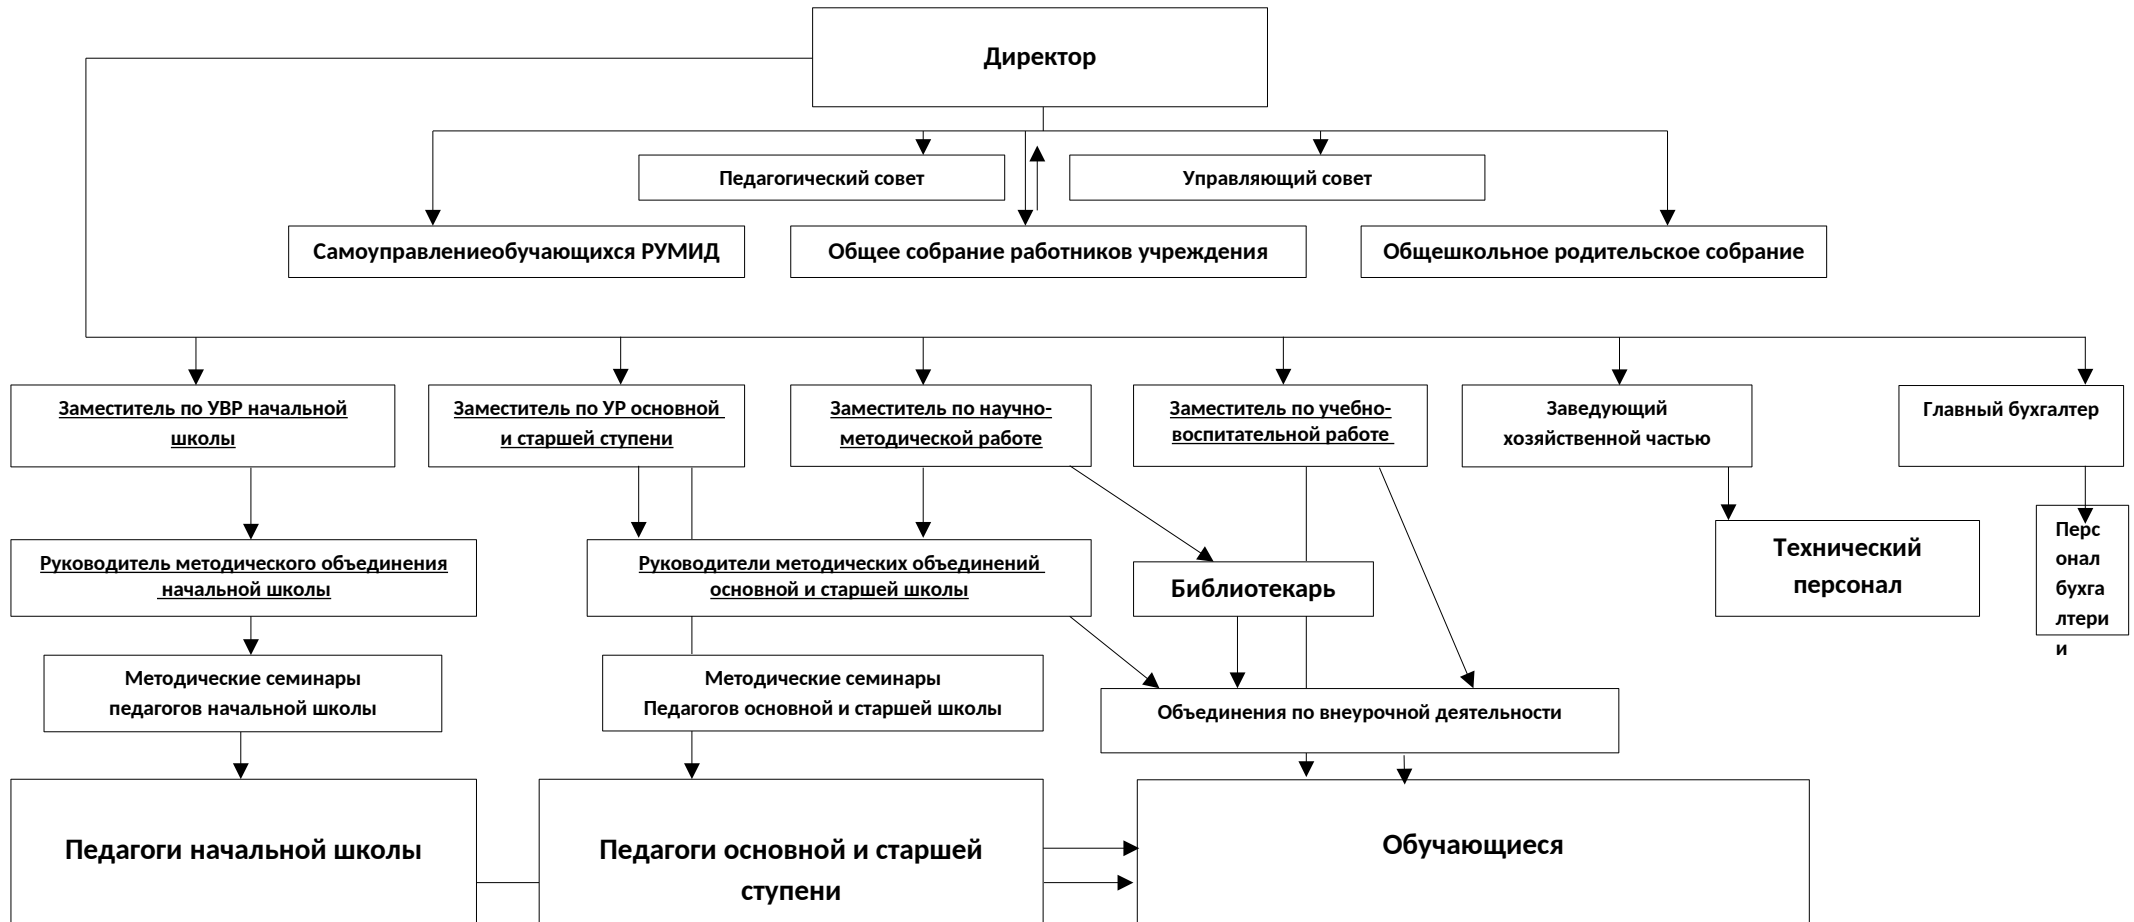 Директор
Педагогический совет
Управляющий совет
Самоуправлениеобучающихся РУМИД
Общее собрание работников учреждения
Общешкольное родительское собрание
Заместитель по УВР начальной
школы
Заместитель по УР основной
и старшей ступени
Заместитель по научно-
методической работе
Заместитель по учебно-
воспитательной работе
Заведующий
хозяйственной частью
Главный бухгалтер
Руководитель методического объединения
начальной школы
Руководители методических объединений
основной и старшей школы
Библиотекарь
Технический
персонал
Перс
онал
бухга
лтери
и
Методические семинары
педагогов начальной школы
Методические семинары
Педагогов основной и старшей школы
Объединения по внеурочной деятельности
Педагоги начальной школы
Педагоги основной и старшей
ступени
Обучающиеся